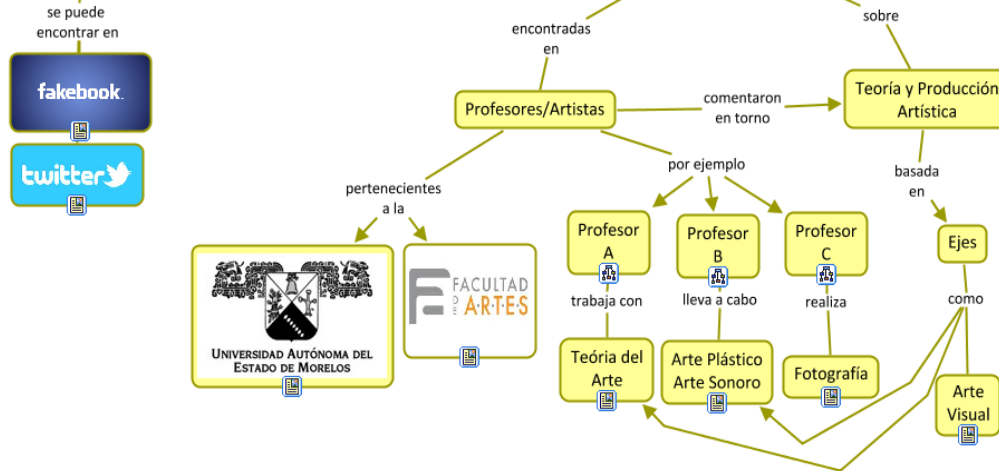 se puede
encontrar en
fakebook.
twitter
encontradas
en
sobre
Profesores/Artistas
comentaron
en torno
Teoría y Producción
Artística
pertenecientes
a la
por ejemplo
basada
en
UNIVERSIDAD AUTÓNOMA DEL
ESTADO DE MORELOS
FACULTAD
DE ARTES
Profesor
A
Profesor
B
Profesor
C
Ejes
trabaja con
lleva a cabo
realiza
como
Teória del
Arte
Arte Plástico
Arte Sonoro
Fotografía
Arte
Visual